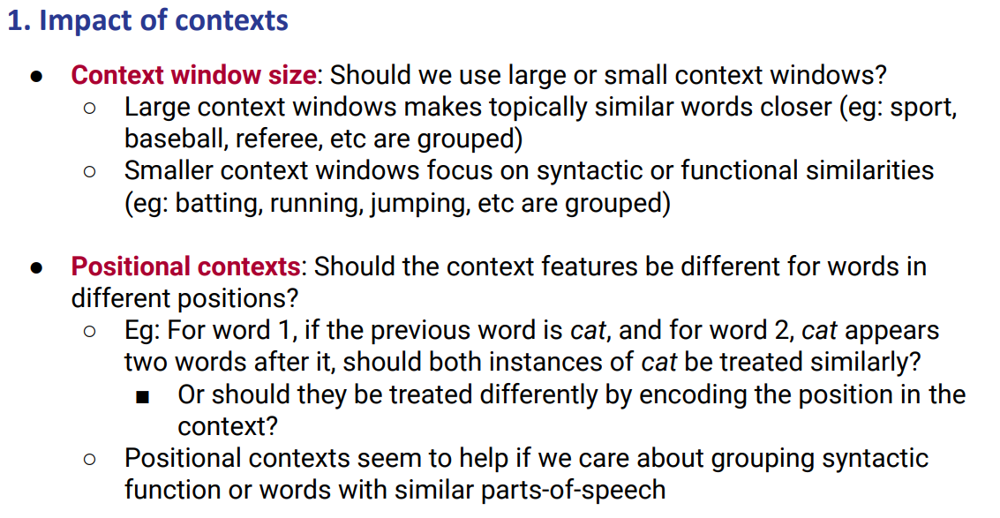 1. Impact of contexts
● Context window size: Should we use large or small context windows?
○ Large context windows makes topically similar words closer (eg: sport,
baseball, referee, etc are grouped)
○ Smaller context windows focus on syntactic or functional similarities
(eg: batting, running, jumping, etc are grouped)
● Positional contexts: Should the context features be different for words in
different positions?
○ Eg: For word 1, if the previous word is cat, and for word 2, cat appears
two words after it, should both instances of cat be treated similarly?
■ Or should they be treated differently by encoding the position in the
context?
○ Positional contexts seem to help if we care about grouping syntactic
function or words with similar parts-of-speech